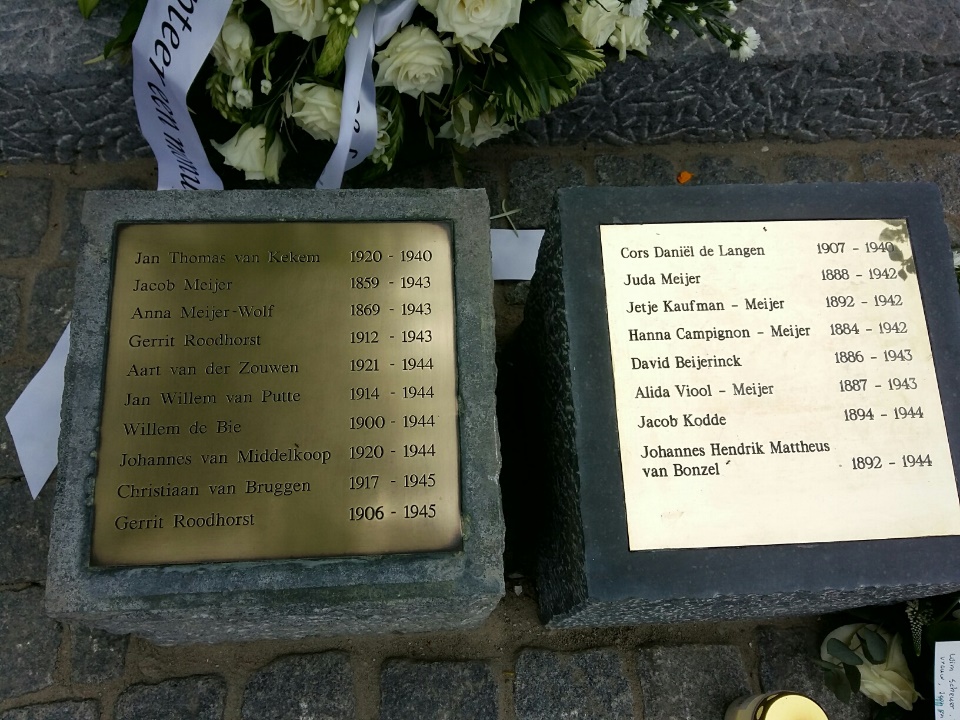 Jan Thomas van Kekem 1920 - 1940
Jacob Meijer 1859 - 1943
Anna Meijer-Wolf 1869 - 1943
Gerrit Roodhorst 1912 - 1943
Aart van der Zouwen 1921 - 1944
Jan Willem van Putte 1914 - 1944
Willem de Bie 1900 - 1944
Johannes van Middelkoop 1920 - 1944
Christiaan van Bruggen 1917 - 1945
Gerrit Roodhorst 1906 - 1945
Cors Daniël de Langen 1907 - 1940
Juda Meijer 1888 - 1942
Jetje Kaufman - Meijer 1892 - 1942
Hanna Campignon - Meijer 1884 - 1942
David Beijerinck 1886 - 1943
Alida Viool - Meijer 1887 - 1943
Jacob Kodde 1894 - 1944
Johannes Hendrik Mattheus
van Bonzel 1892 - 1944